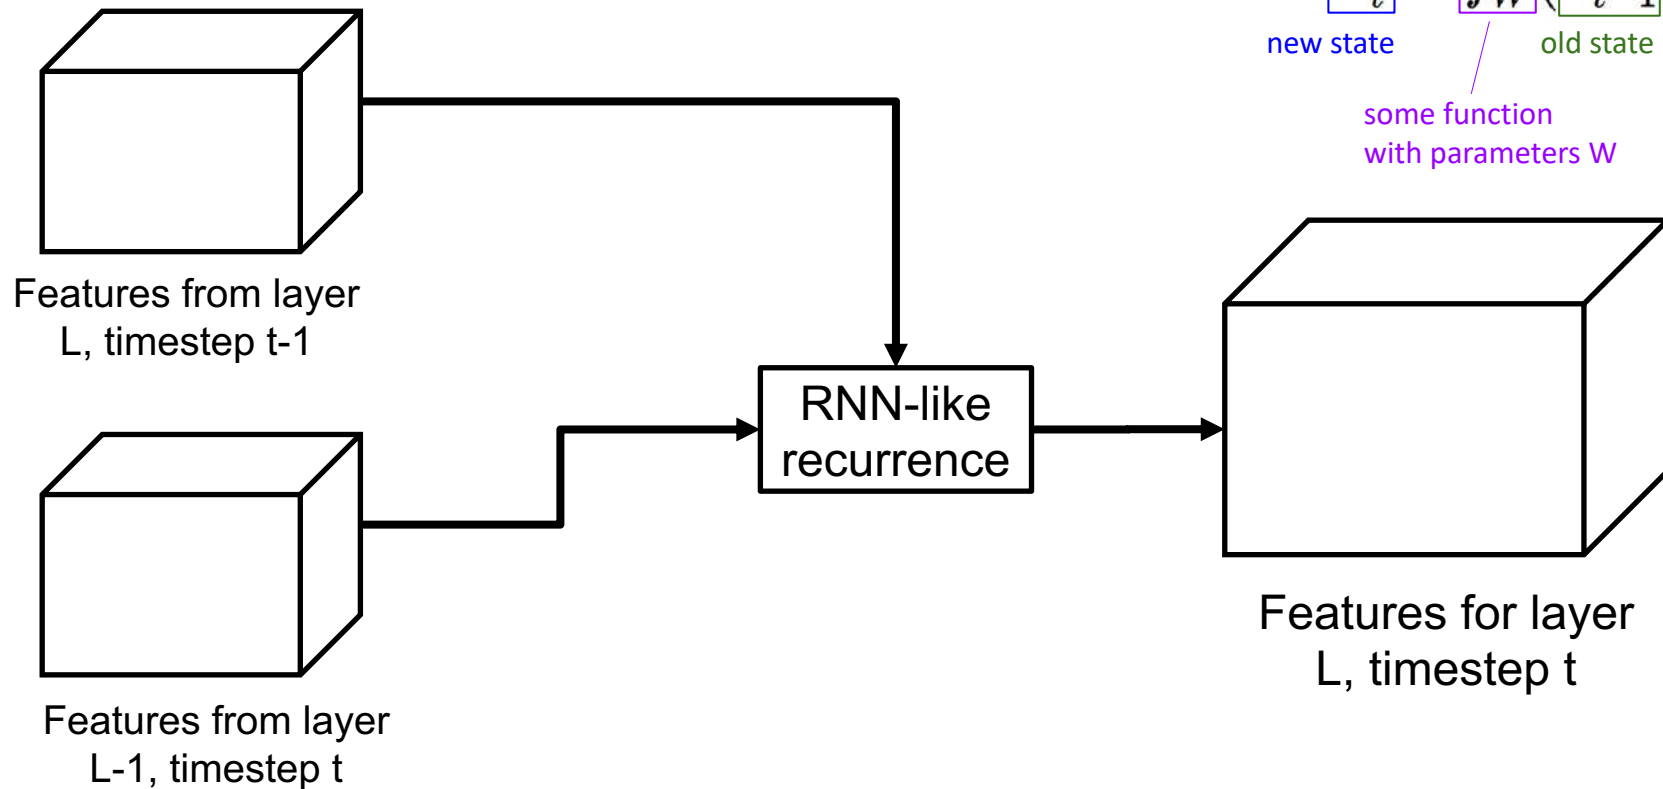 new state
old state
some function
with parameters W
Features from layer
L, timestep t-1
RNN-like
recurrence
Features for layer
L, timestep t
Features from layer
L-1, timestep t